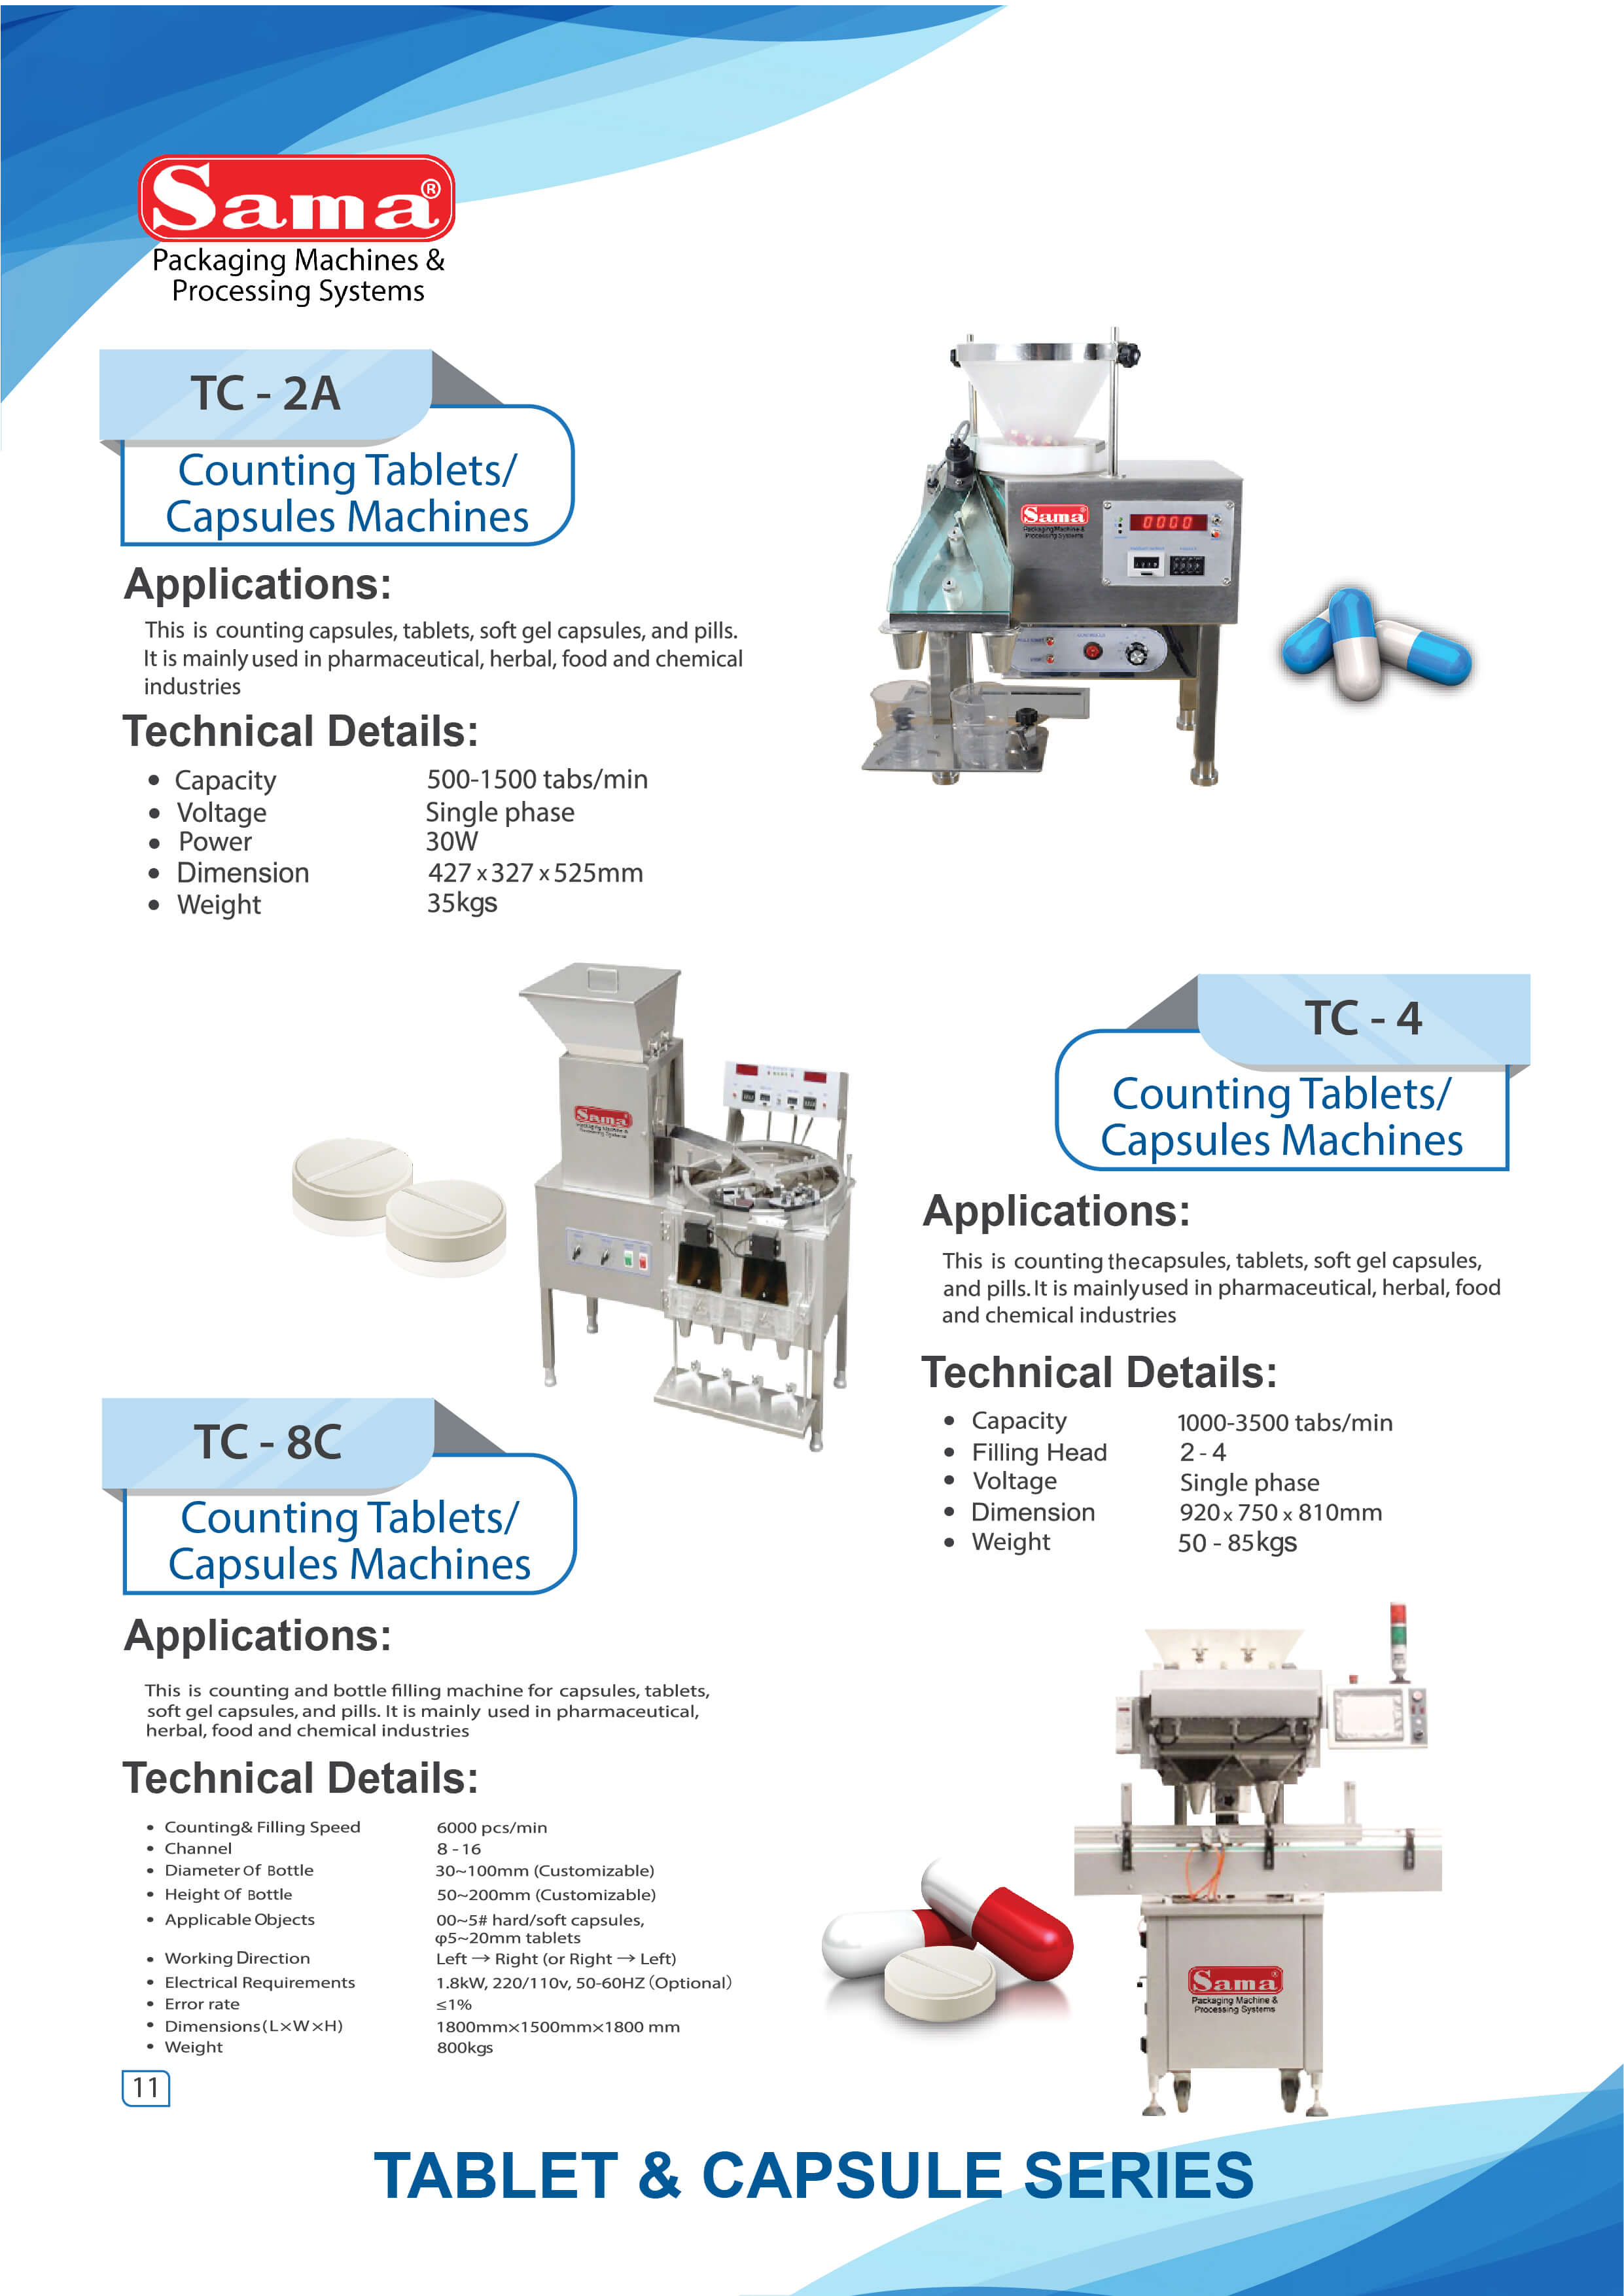 Sama®
Packaging Machines &
Processing Systems
TC - 2A
Counting Tablets/
Capsules Machines
Applications:
This is counting capsules, tablets, soft gel capsules, and pills.
It is mainly used in pharmaceutical, herbal, food and chemical
industries
Technical Details:
• Capacity 500-1500 tabs/min
• Voltage Single phase
• Power 30W
• Dimension 427 x 327 x 525mm
• Weight 35kgs
Sama®
Packaging Machine &
Processing Systems
0000
TC - 4
Counting Tablets/
Capsules Machines
Applications:
This is counting the capsules, tablets, soft gel capsules,
and pills. It is mainly used in pharmaceutical, herbal, food
and chemical industries
Technical Details:
• Capacity 1000-3500 tabs/min
• Filling Head 2 - 4
• Voltage Single phase
• Dimension 920 x 750 x 810mm
• Weight 50 - 85kgs
Sama
Packaging Machine &
Processing Systems
TC - 8C
Counting Tablets/
Capsules Machines
Applications:
This is counting and bottle filling machine for capsules, tablets,
soft gel capsules, and pills. It is mainly used in pharmaceutical,
herbal, food and chemical industries
Technical Details:
• Counting& Filling Speed 6000 pcs/min
• Channel 8 - 16
• Diameter Of Bottle 30~100mm (Customizable)
• Height Of Bottle 50~200mm (Customizable)
• Applicable Objects 00~5# hard/soft capsules,
φ5~20mm tablets
• Working Direction Left → Right (or Right → Left)
• Electrical Requirements 1.8kW, 220/110v, 50-60HZ (Optional)
• Error rate ≤1%
• Dimensions(L×W×H) 1800mm×1500mm×1800 mm
• Weight 800kgs
Sama®
Packaging Machine &
Processing Systems
11
TABLET & CAPSULE SERIES